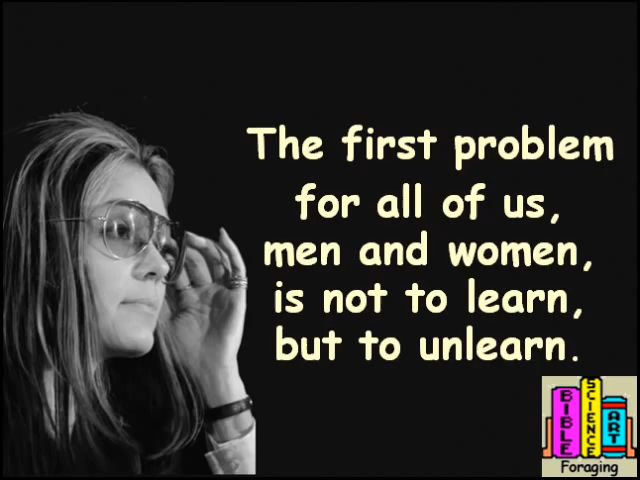 The first problem
for all of us,
men and women,
is not to learn,
but to unlearn.
BIBLE
SCIENCE
ART
Foraging